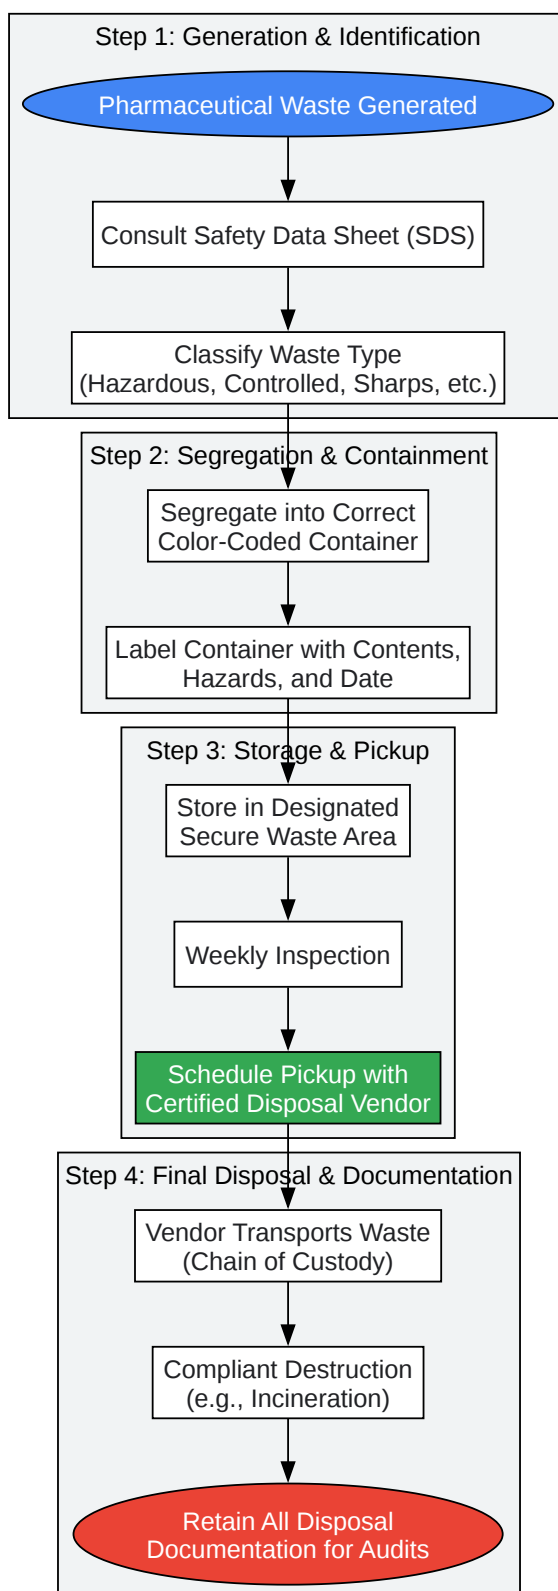 Step 1: Generation & Identification
Pharmaceutical Waste Generated
Consult Safety Data Sheet (SDS)
Classify Waste Type
(Hazardous, Controlled, Sharps, etc.)
Step 2: Segregation & Containment
Segregate into Correct
Color-Coded Container
Label Container with Contents,
Hazards, and Date
Step 3: Storage & Pickup
Store in Designated
Secure Waste Area
Weekly Inspection
Schedule Pickup with
Certified Disposal Vendor
Step 4: Final Disposal & Documentation
Vendor Transports Waste
(Chain of Custody)
Compliant Destruction
(e.g., Incineration)
Retain All Disposal
Documentation for Audits